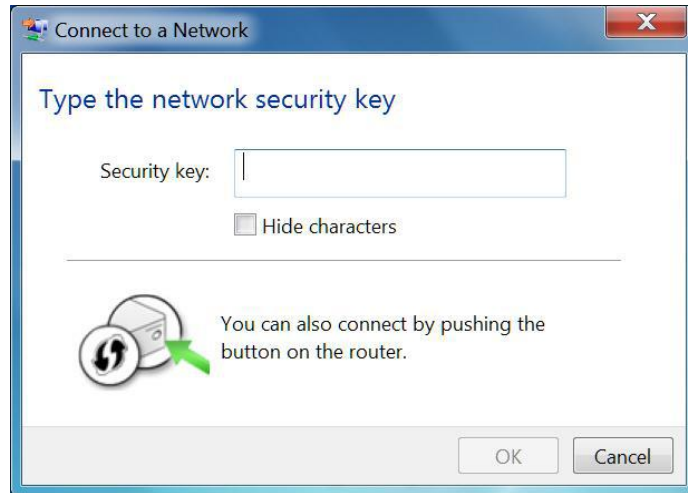 Connect to a Network
Type the network security key
Security key:
Hide characters
You can also connect by pushing the
button on the router.
OK
Cancel